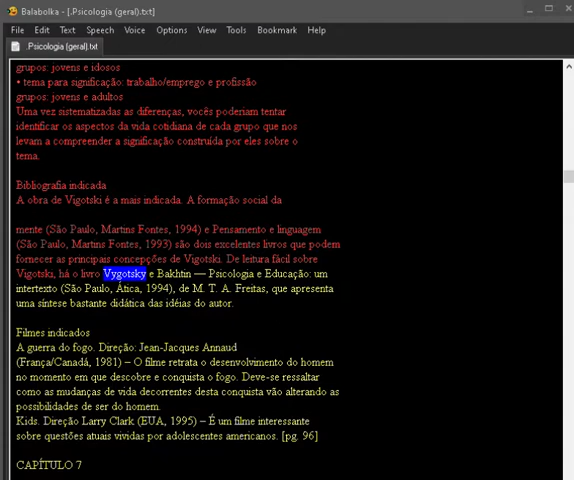 Balabolka - [.Psicologia (geral).txt]
File Edit Text Speech Voice Options View Tools Bookmark Help
.Psicologia (geral).txt
grupos: jovens e idosos
• tema para significação: trabalho/emprego e profissão
grupos: jovens e adultos
Uma vez sistematizadas as diferenças, vocês poderiam tentar
identificar os aspectos da vida cotidiana de cada grupo que nos
levam a compreender a significação construída por eles sobre o
tema.
Bibliografia indicada
A obra de Vigotski é a mais indicada. A formação social da
mente (São Paulo, Martins Fontes, 1994) e Pensamento e linguagem
(São Paulo, Martins Fontes, 1993) são dois excelentes livros que podem
fornecer as principais concepções de Vigotski. De leitura fácil sobre
Vigotski, há o livro Vygotsky e Bakhtin — Psicologia e Educação: um
intertexto (São Paulo, Ática, 1994), de M. T. A. Freitas, que apresenta
uma síntese bastante didática das idéias do autor.
Filmes indicados
A guerra do fogo. Direção: Jean-Jacques Annaud
(França/Canadá, 1981) – O filme retrata o desenvolvimento do homem
no momento em que descobre e conquista o fogo. Deve-se ressaltar
como as mudanças de vida decorrentes desta conquista vão alterando as
possibilidades de ser do homem.
Kids. Direção Larry Clark (EUA, 1995) – É um filme interessante
sobre questões atuais vividas por adolescentes americanos. [pg. 96]
CAPÍTULO 7